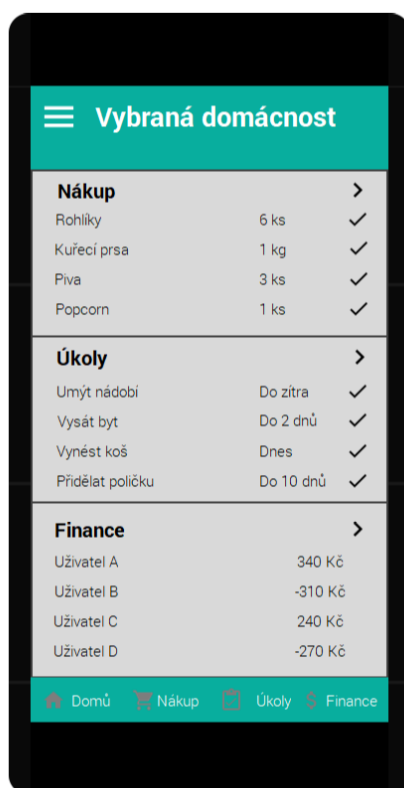 Vybraná domácnost
Nákup
Rohlíky 6 ks
Kuřecí prsa 1 kg
Piva 3 ks
Popcorn 1 ks
Úkoly
Umýt nádobí Do zítra
Vysát byt Do 2 dnů
Vynést koš Dnes
Přidělat poličku Do 10 dnů
Finance
Uživatel A 340 Kč
Uživatel B -310 Kč
Uživatel C 240 Kč
Uživatel D -270 Kč
Domů Nákup Úkoly Finance